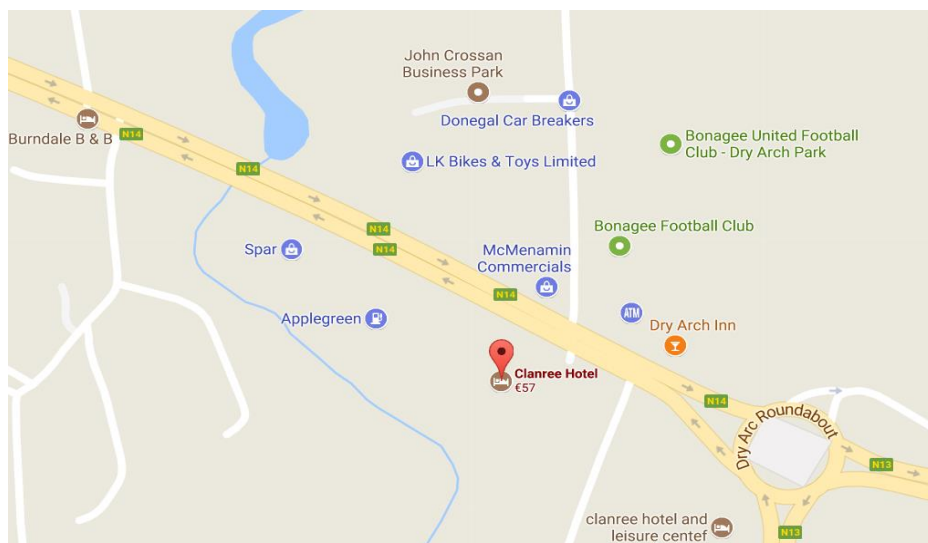 John Crossan
Business Park
Donegal Car Breakers
Burndale B & B
N14
LK Bikes & Toys Limited
Bonagee United Football
Club - Dry Arch Park
N14
N14
N14
Spar
Bonagee Football Club
McMenamin
Commercials
N14
Applegreen
ATM
Dry Arch Inn
Clanree Hotel
€57
N14
Dry Arc Roundabout
N13
clanree hotel and
leisure centef
N13